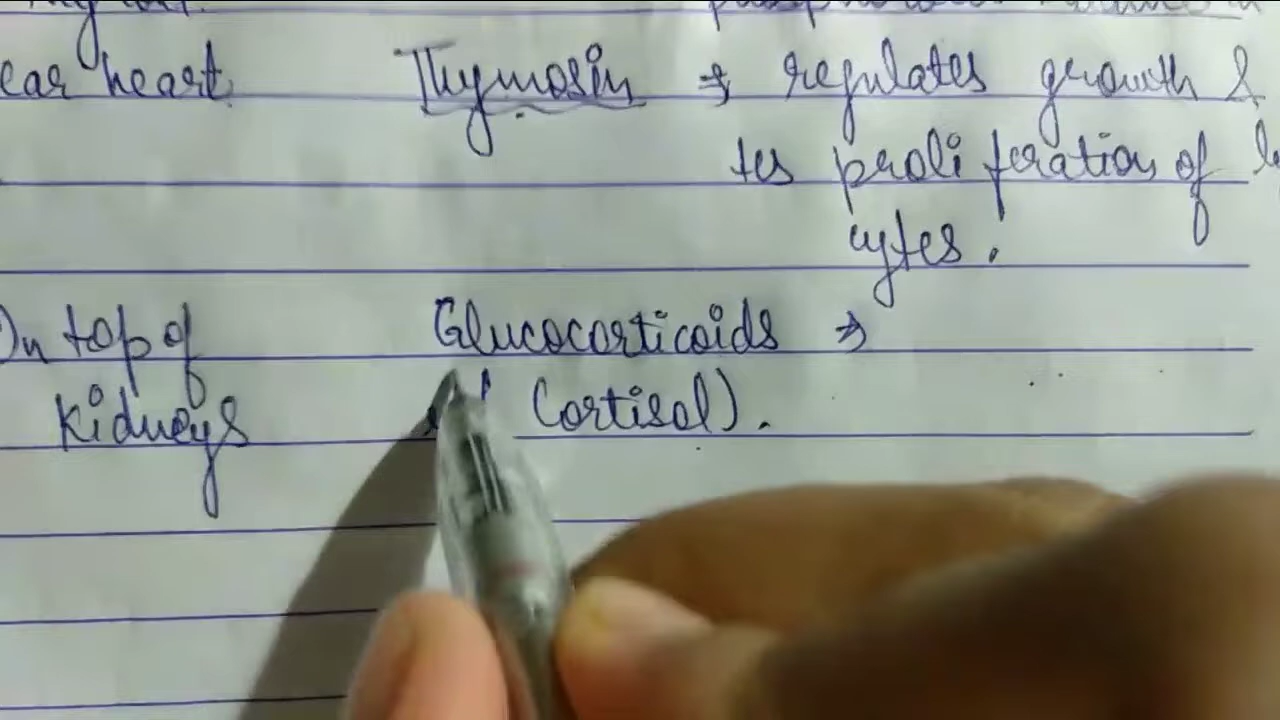 ear heart. Thymosin → regulates growth &
tes proliferation of
cytes.
On top of Glucocorticoids →
Kidneys (Cortisol).